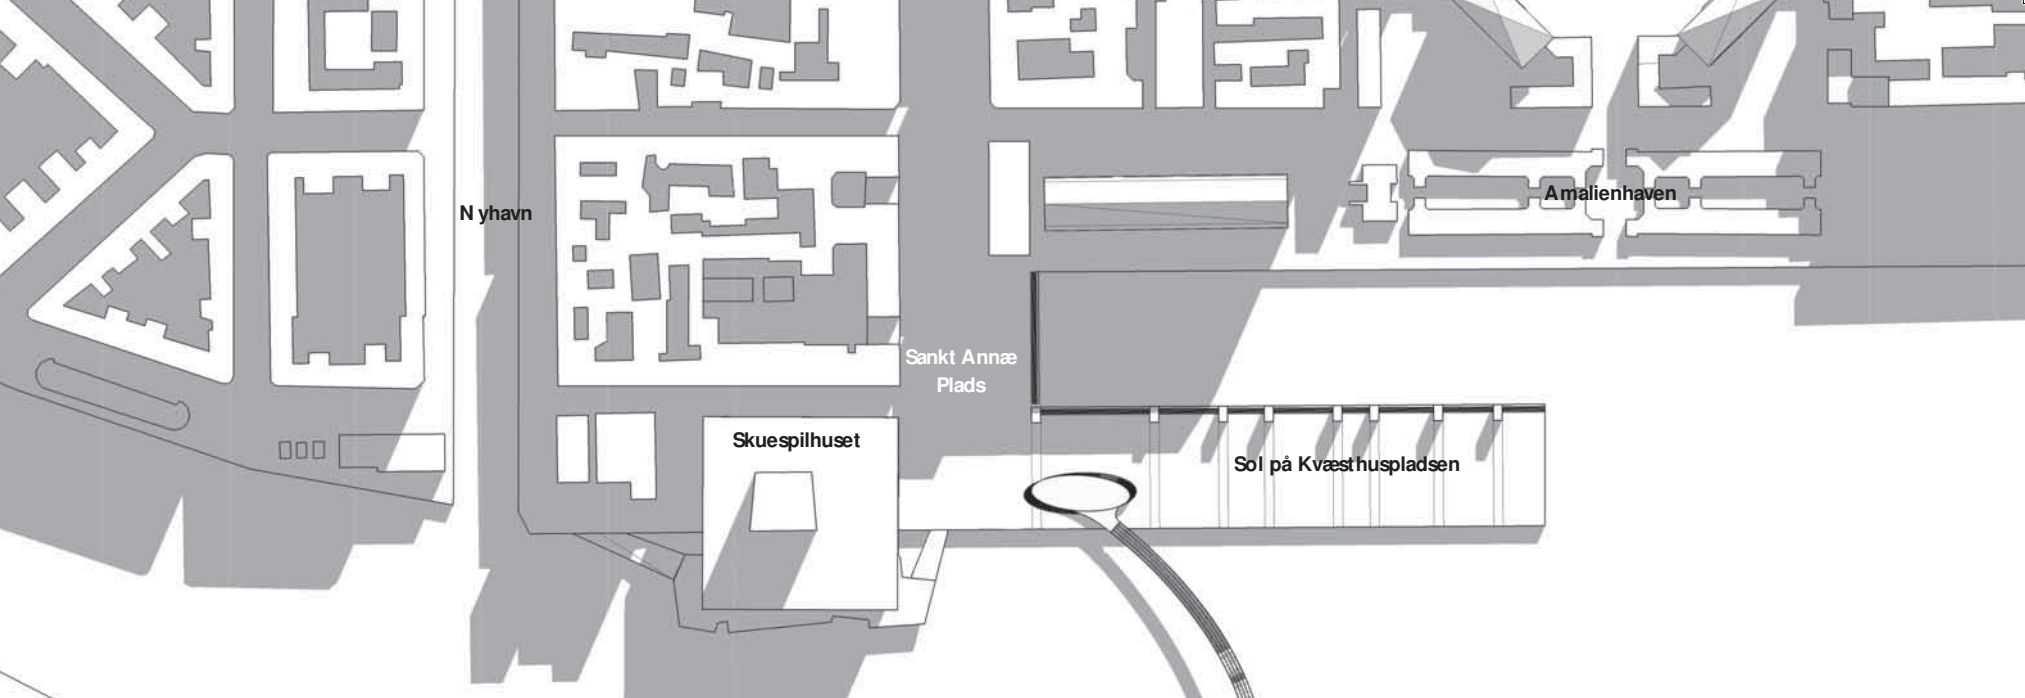 Amalienhaven
Nyhavn
Sankt Annæ
Plads
Skuespilhuset
Sol på Kvæsthuspladsen